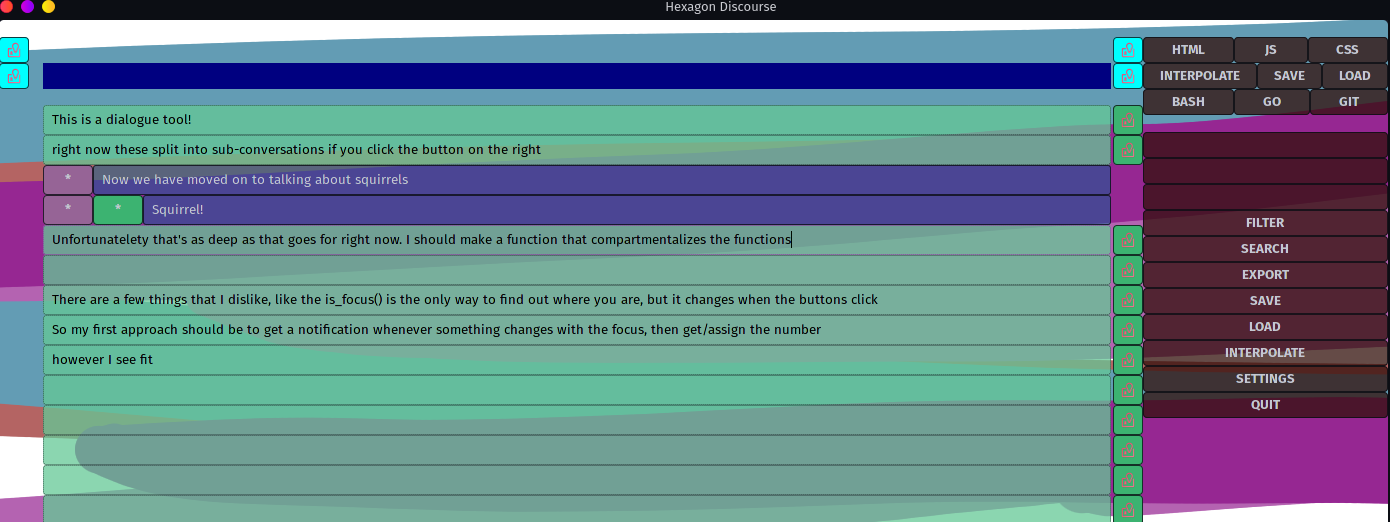 Hexagon Discourse
HTML JS CSS
INTERPOLATE SAVE LOAD
BASH GO GIT
This is a dialogue tool!
right now these split into sub-conversations if you click the button on the right
* Now we have moved on to talking about squirrels
* * Squirrel!
Unfortunatelety that's as deep as that goes for right now. I should make a function that compartmentalizes the functions
There are a few things that I dislike, like the is_focus() is the only way to find out where you are, but it changes when the buttons click
So my first approach should be to get a notification whenever something changes with the focus, then get/assign the number
however I see fit
FILTER
SEARCH
EXPORT
SAVE
LOAD
INTERPOLATE
SETTINGS
QUIT